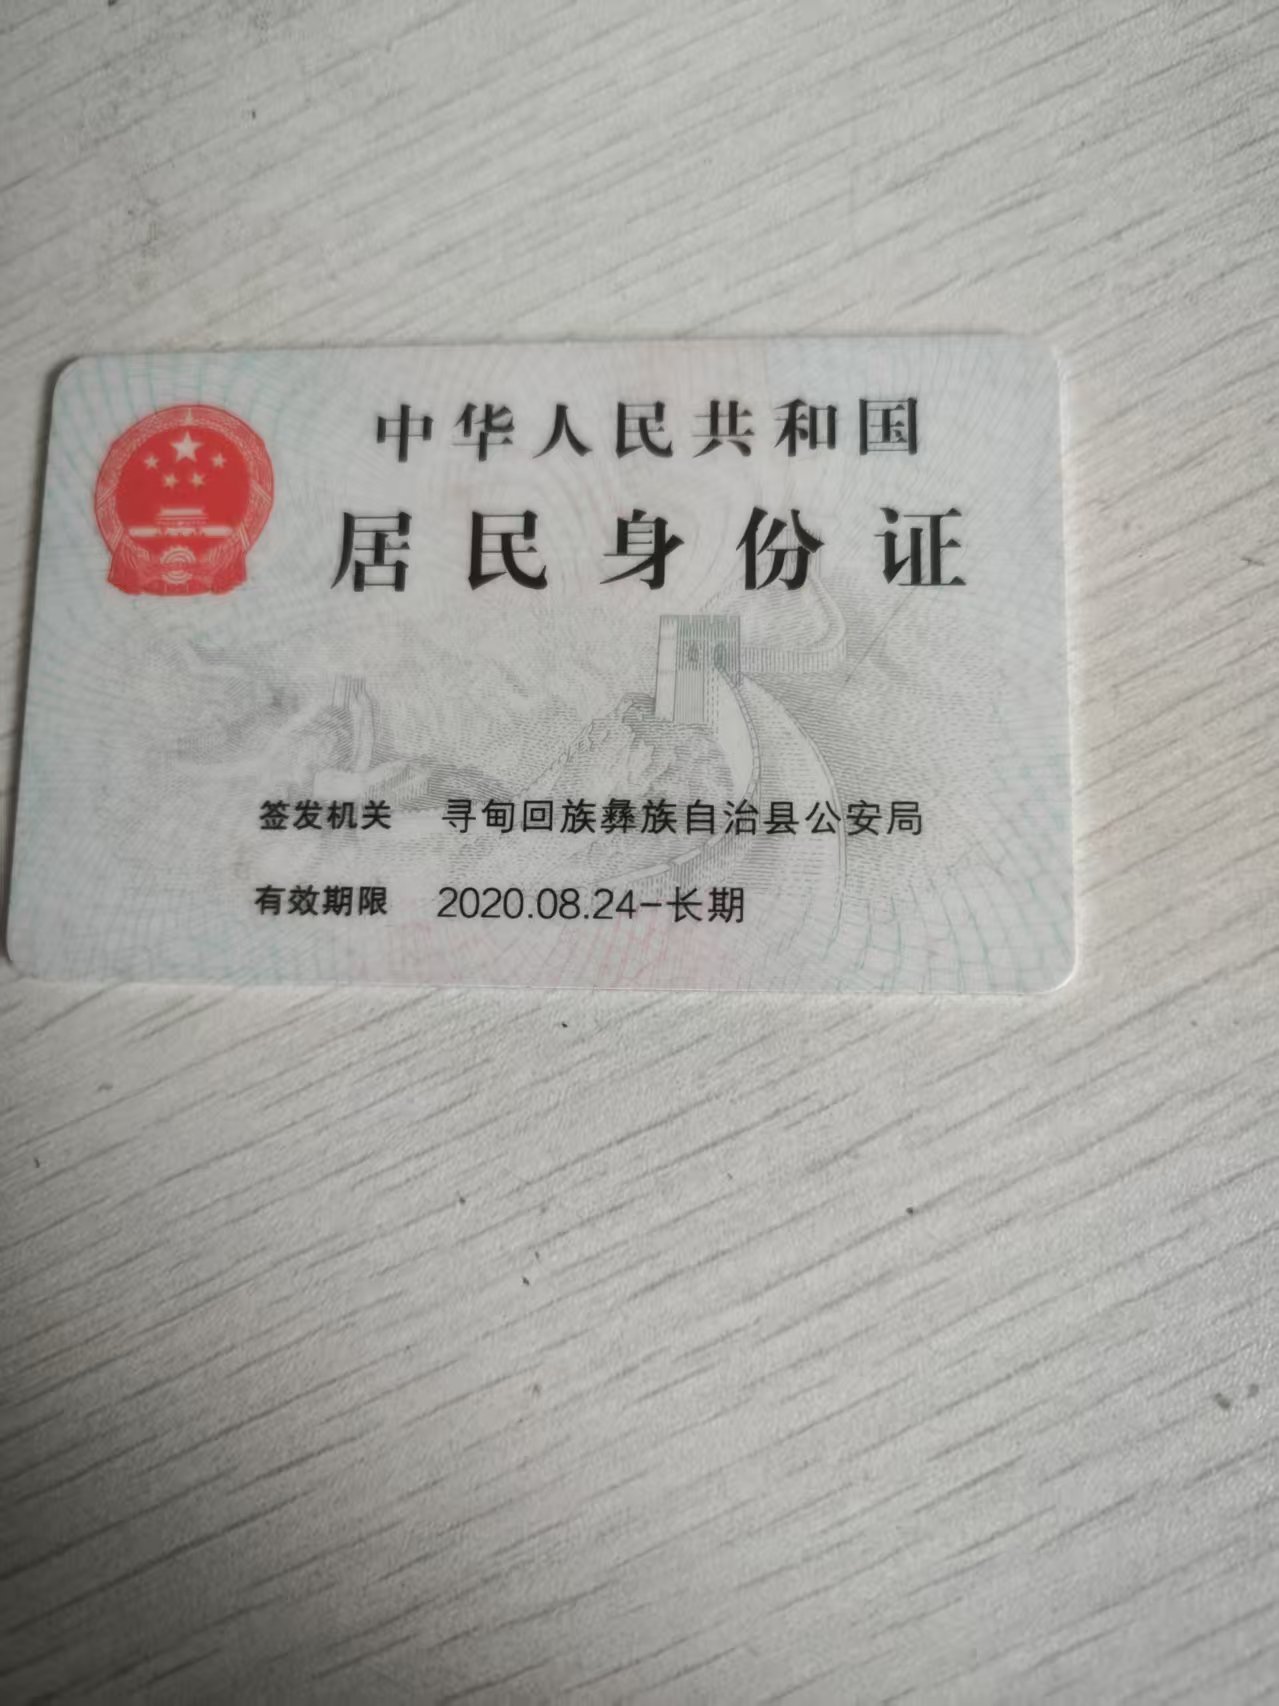 中华人民共和国
居民身份证
签发机关 寻甸回族彝族自治县公安局
有效期限 2020.08.24-长期